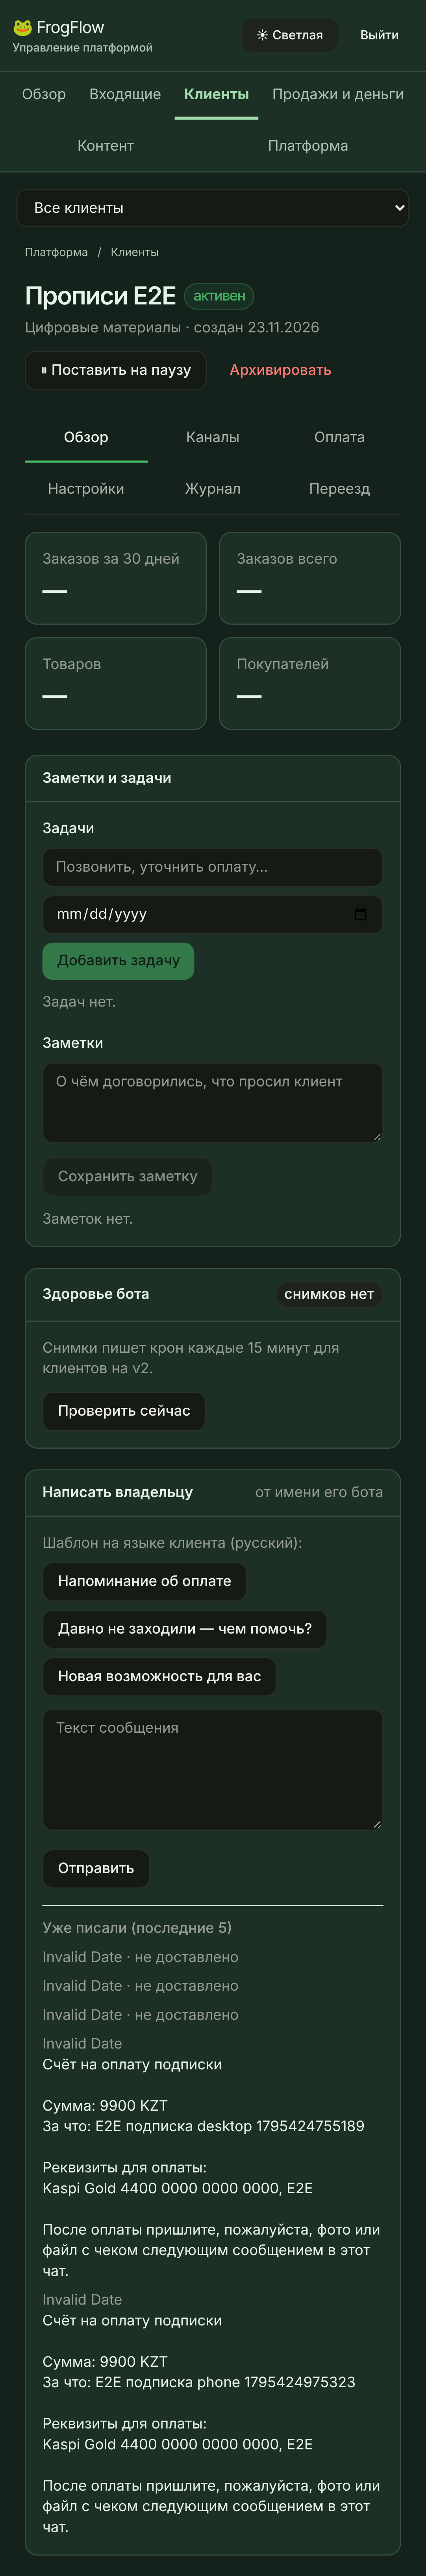 🐸 FrogFlow
Управление платформой
☀ Светлая
Выйти
Обзор
Входящие
Клиенты
Продажи и деньги
Контент
Платформа
Все клиенты
Платформа / Клиенты
Прописи E2E
активен
Цифровые материалы · создан 23.11.2026
⏸ Поставить на паузу
Архивировать
Обзор
Каналы
Оплата
Настройки
Журнал
Переезд
Заказов за 30 дней
—
Заказов всего
—
Товаров
—
Покупателей
—
Заметки и задачи
Задачи
Позвонить, уточнить оплату…
mm/dd/yyyy
Добавить задачу
Задач нет.
Заметки
О чём договорились, что просил клиент
Сохранить заметку
Заметок нет.
Здоровье бота
снимков нет
Снимки пишет крон каждые 15 минут для
клиентов на v2.
Проверить сейчас
Написать владельцу
от имени его бота
Шаблон на языке клиента (русский):
Напоминание об оплате
Давно не заходили — чем помочь?
Новая возможность для вас
Текст сообщения
Отправить
Уже писали (последние 5)
Invalid Date · не доставлено
Invalid Date · не доставлено
Invalid Date · не доставлено
Invalid Date
Счёт на оплату подписки
Сумма: 9900 KZT
За что: E2E подписка desktop 1795424755189
Реквизиты для оплаты:
Kaspi Gold 4400 0000 0000 0000, E2E
После оплаты пришлите, пожалуйста, фото или
файл с чеком следующим сообщением в этот
чат.
Invalid Date
Счёт на оплату подписки
Сумма: 9900 KZT
За что: E2E подписка phone 1795424975323
Реквизиты для оплаты:
Kaspi Gold 4400 0000 0000 0000, E2E
После оплаты пришлите, пожалуйста, фото или
файл с чеком следующим сообщением в этот
чат.